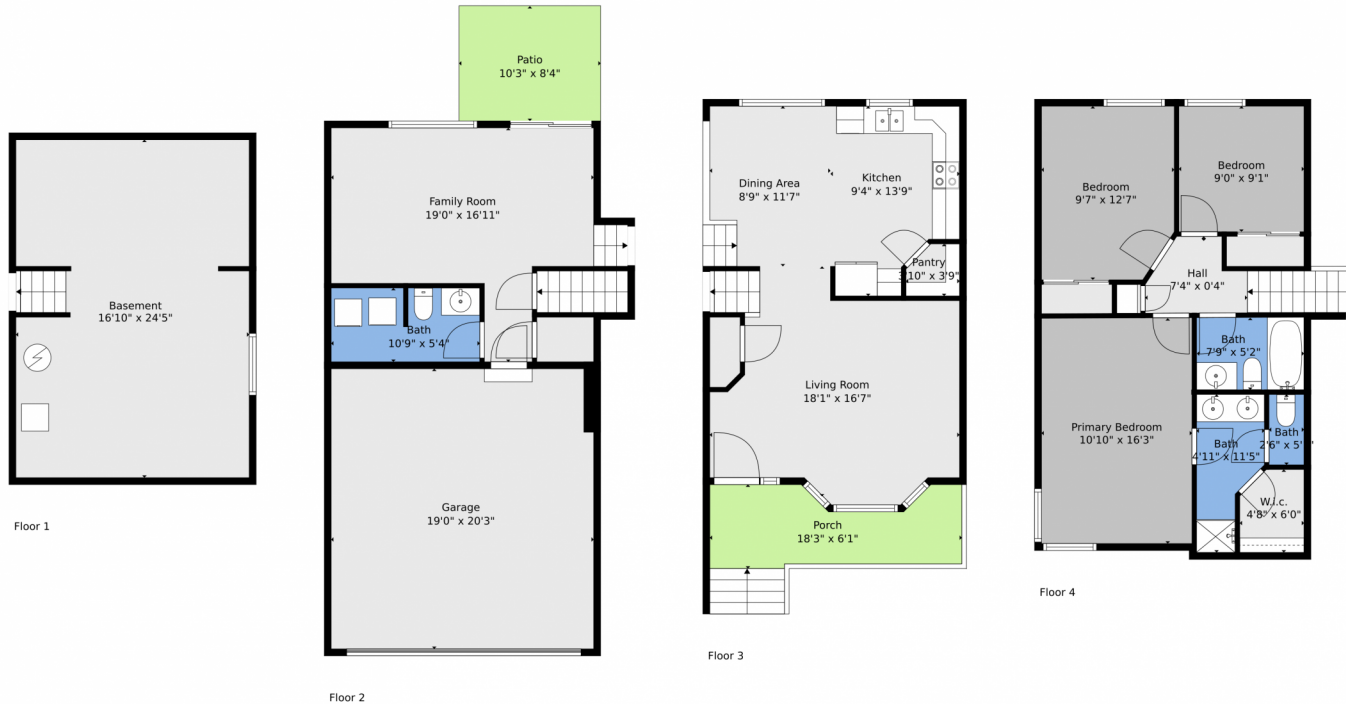 Basement
16'10" x 24'5"
Floor 1
Patio
10'3" x 8'4"
Family Room
19'0" x 16'11"
Bath
10'9" x 5'4"
Garage
19'0" x 20'3"
Floor 2
Dining Area
8'9" x 11'7"
Kitchen
9'4" x 13'9"
Pantry
3'10" x 3'9"
Living Room
18'1" x 16'7"
Porch
18'3" x 6'1"
Floor 3
Bedroom
9'7" x 12'7"
Bedroom
9'0" x 9'1"
Hall
7'4" x 0'4"
Bath
7'9" x 5'2"
Primary Bedroom
10'10" x 16'3"
Bath
4'11" x 11'5"
Bath
2'6" x 5'
W.i.c.
4'8" x 6'0"
Floor 4